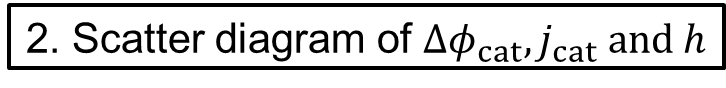 2. Scatter diagram of Δϕcat, jcat and h